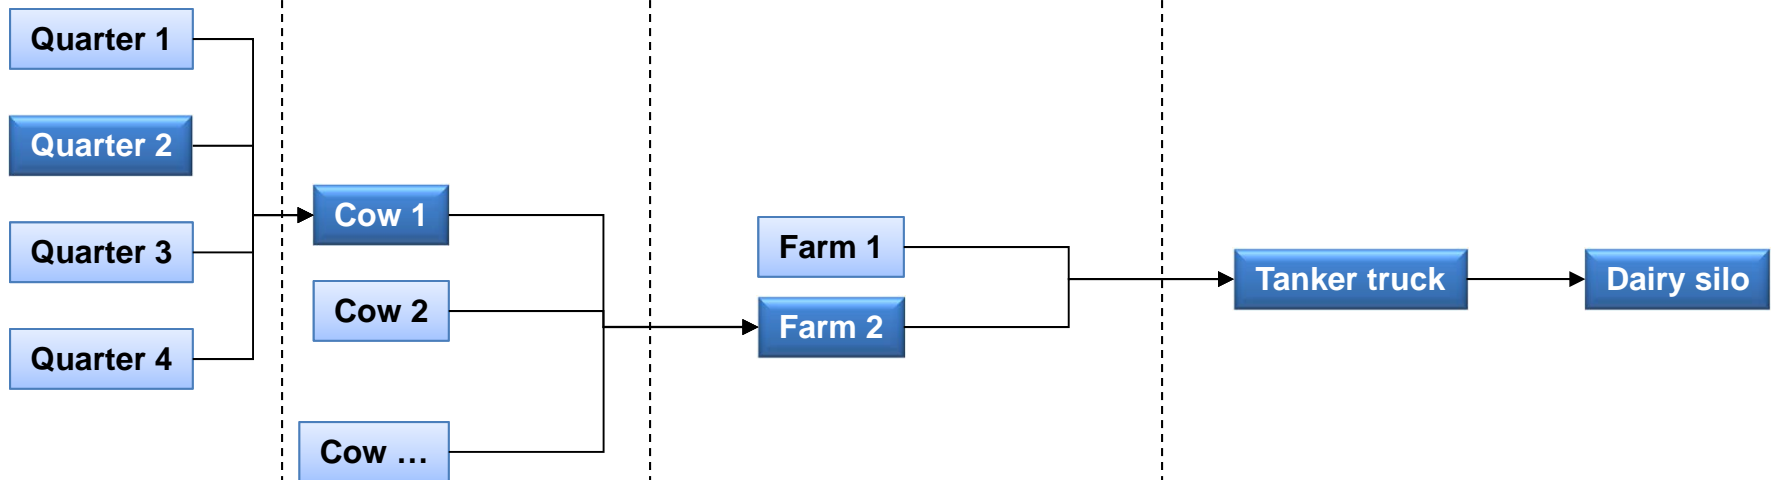 Quarter 1
Quarter 2
Quarter 3
Quarter 4
Cow 1
Cow 2
Cow …
Farm 1
Farm 2
Tanker truck
Dairy silo